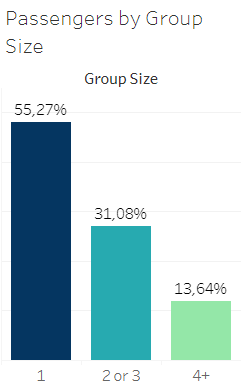 Passengers by Group
Size
Group Size
55,27%
31,08%
13,64%
1
2 or 3
4+